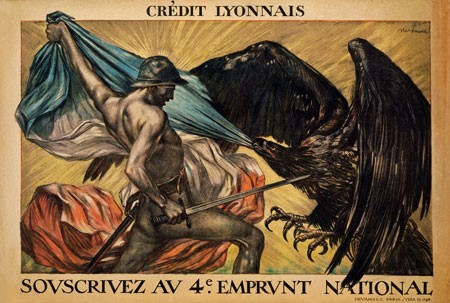 CRÉDIT LYONNAIS
SOVSCRIVEZ AV 4e EMPRVNT NATIONAL